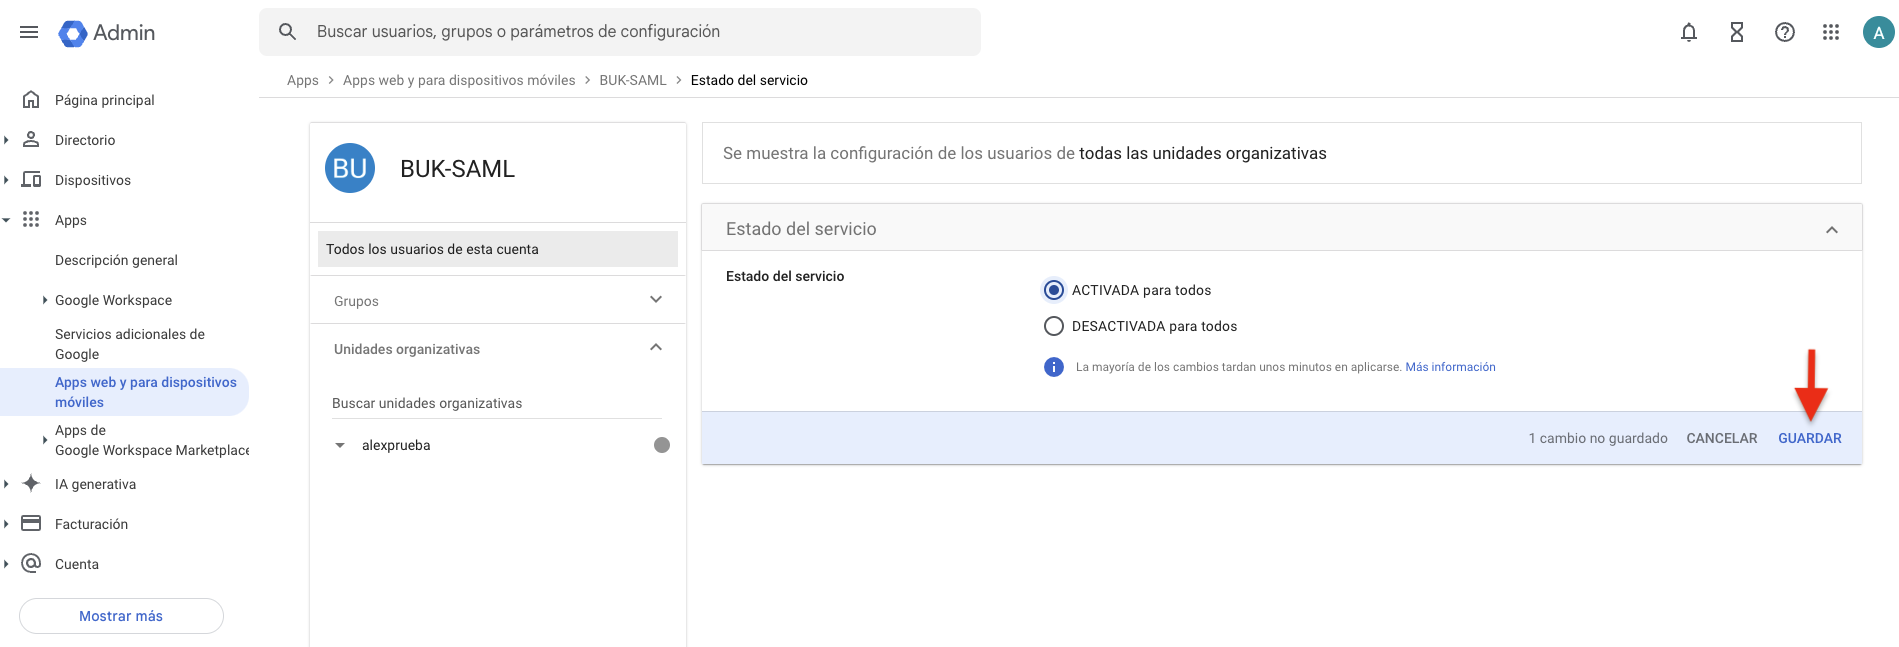 Admin
Buscar usuarios, grupos o parámetros de configuración
A
Apps > Apps web y para dispositivos móviles > BUK-SAML > Estado del servicio
Página principal
Directorio
Dispositivos
Apps
Descripción general
Google Workspace
Servicios adicionales de
Google
Apps web y para dispositivos
móviles
Apps de
Google Workspace Marketplace
IA generativa
Facturación
Cuenta
Mostrar más
BU
BUK-SAML
Todos los usuarios de esta cuenta
Grupos
Unidades organizativas
Buscar unidades organizativas
alexprueba
Se muestra la configuración de los usuarios de todas las unidades organizativas
Estado del servicio
Estado del servicio
ACTIVADA para todos
DESACTIVADA para todos
La mayoría de los cambios tardan unos minutos en aplicarse. Más información
1 cambio no guardado CANCELAR GUARDAR